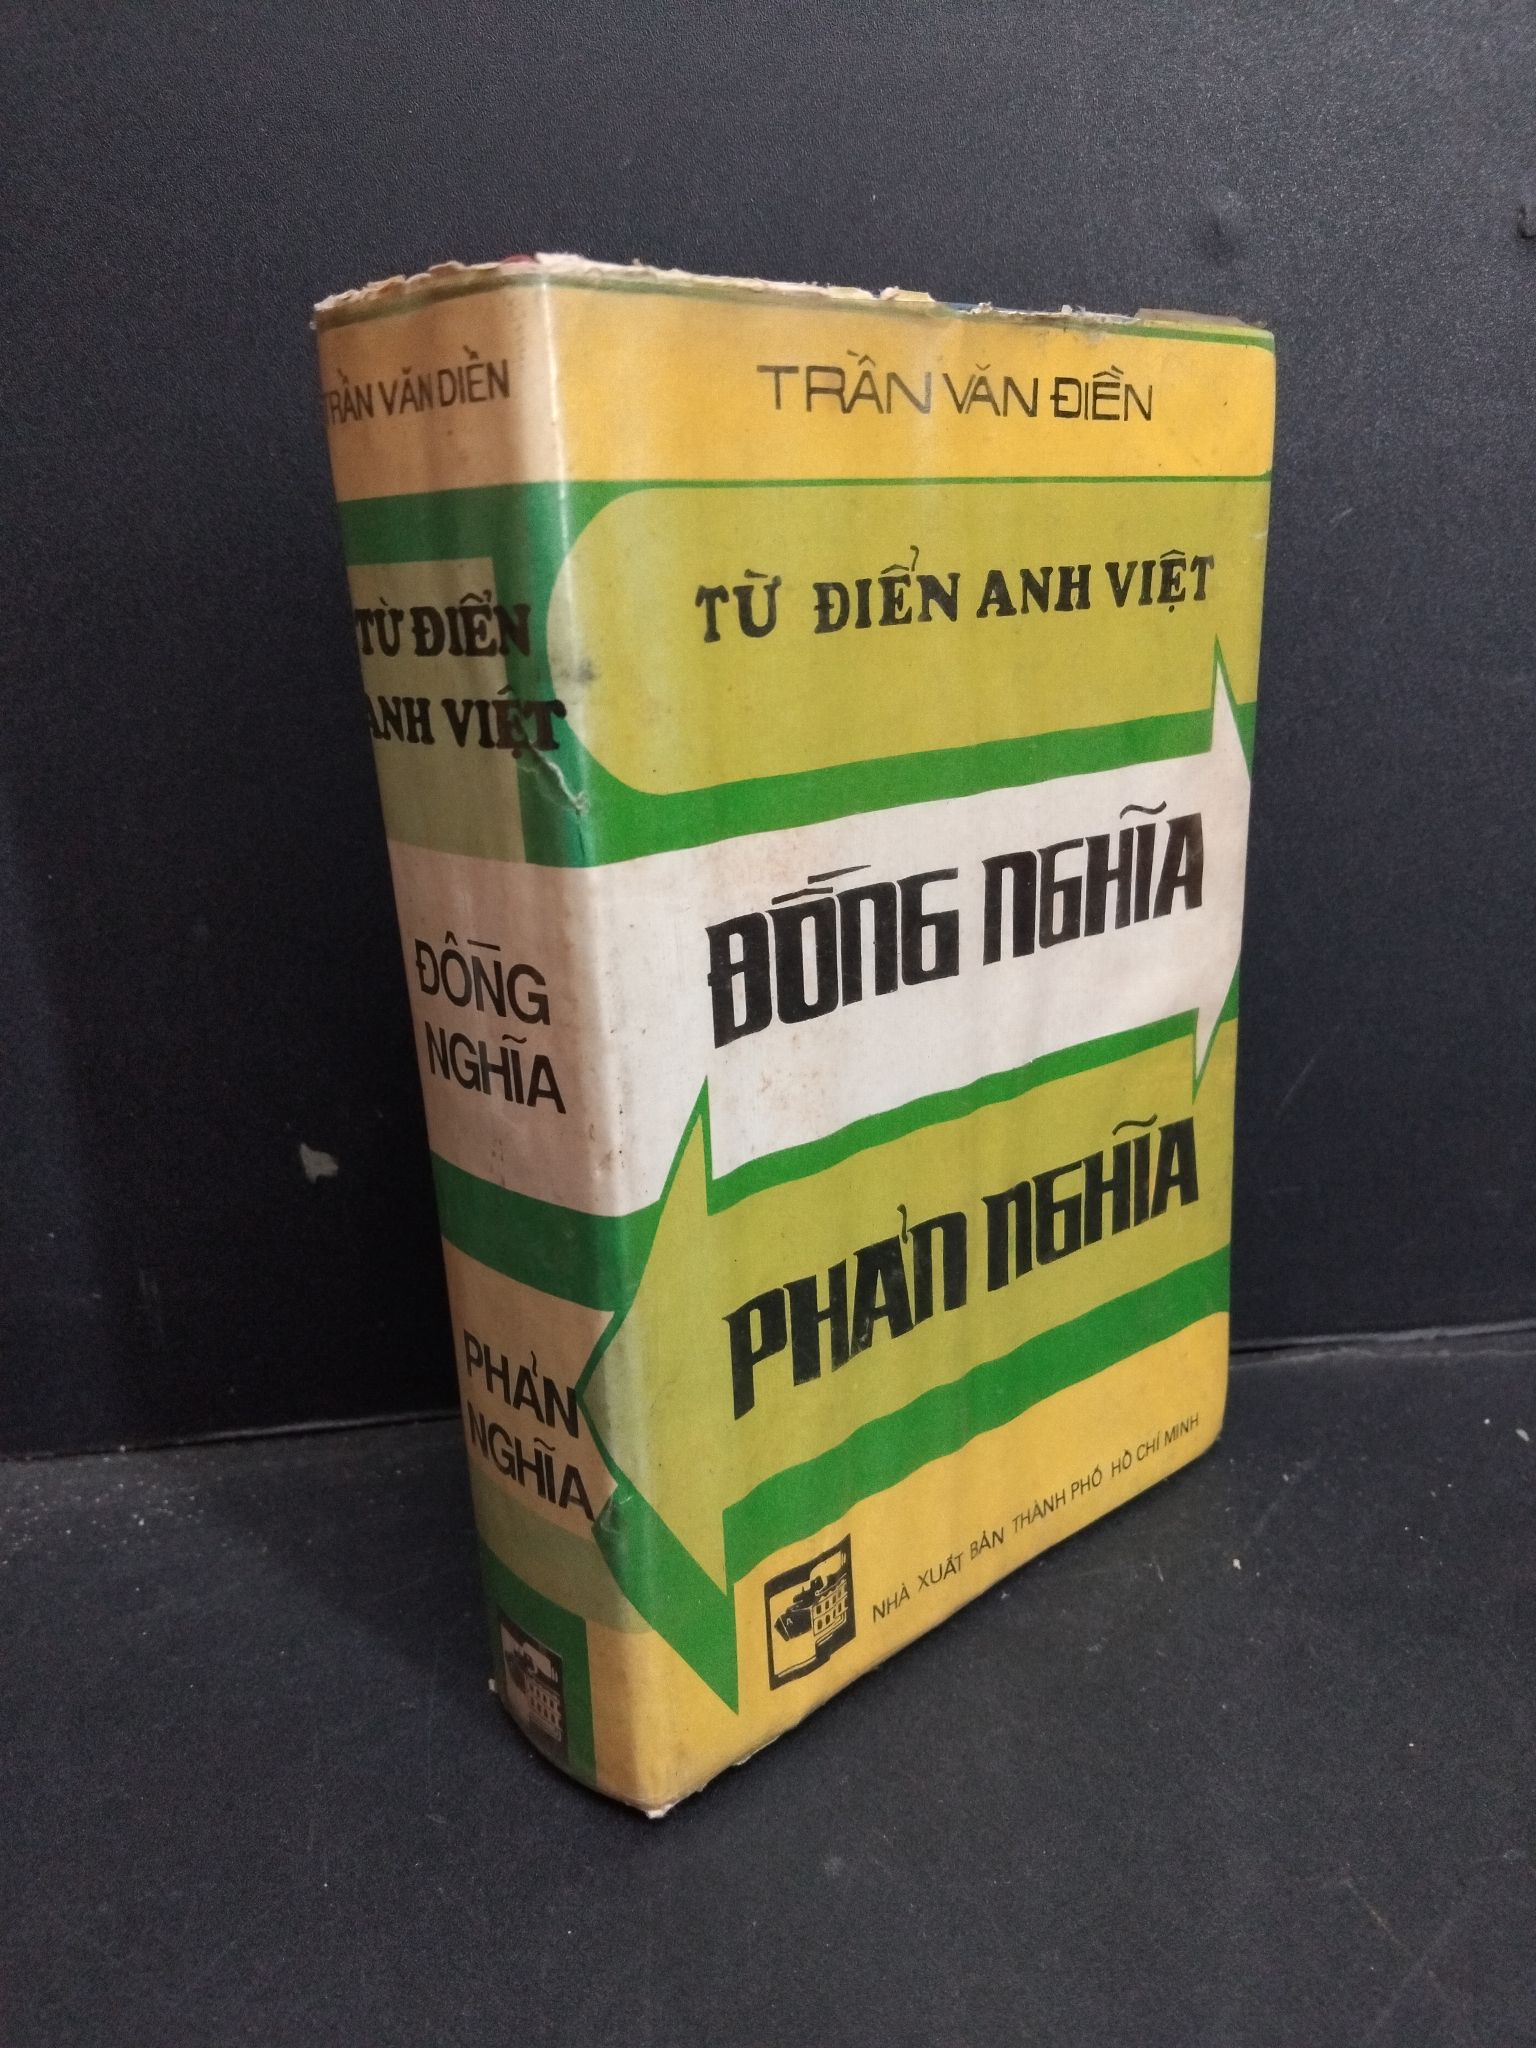 TRẦN VĂN DIỀN
TỪ ĐIỂN
ANH VIỆT
ĐỒNG
NGHĨA
PHẢN
NGHĨA
TRẦN VĂN ĐIỀN
TỪ ĐIỂN ANH VIỆT
ĐỒNG NGHĨA
PHẢN NGHĨA
NHÀ XUẤT BẢN THÀNH PHỐ HỒ CHÍ MINH